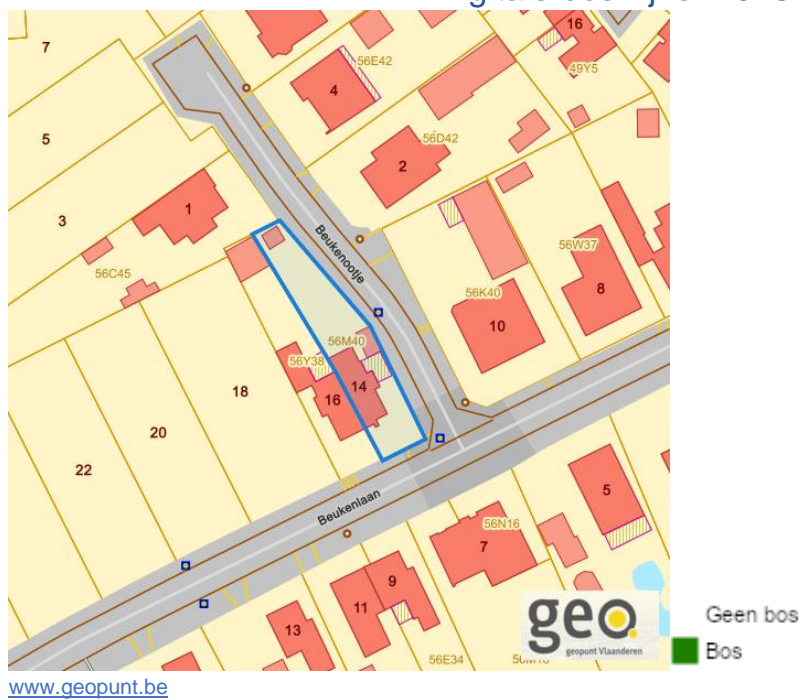 7
16
56E42
4
49Y5
5
56D42
2
1
3
Beukenootje
56W37
56C45
56K40
8
10
56M40
56Y38
14
18
16
20
22
5
Beukenlaan
56N16
7
9
11
13
56E34
geo
geopunt Vlaanderen
Geen bos
Bos
www.geopunt.be